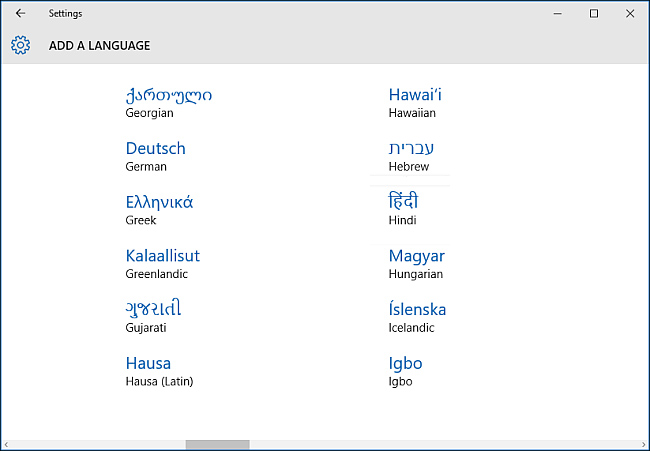 Settings
ADD A LANGUAGE
ქართული
Georgian
Deutsch
German
Ελληνικά
Greek
Kalaallisut
Greenlandic
ગુજરાતી
Gujarati
Hausa
Hausa (Latin)
Hawaiʻi
Hawaiian
עברית
Hebrew
हिंदी
Hindi
Magyar
Hungarian
Íslenska
Icelandic
Igbo
Igbo